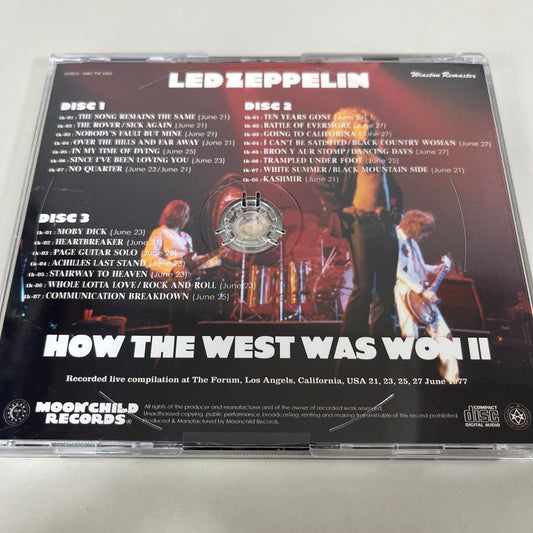 LED ZEPPELIN
Winston Remaster
DISC 1
tk-01 : THE SONG REMAINS THE SAME (June 21)
tk-02 : THE ROVER/SICK AGAIN (June 21)
tk-03 : NOBODY'S FAULT BUT MINE (June 21)
tk-04 : OVER THE HILLS AND FAR AWAY (June 21)
tk-05 : IN MY TIME OF DYING (June 25)
tk-06 : SINCE I'VE BEEN LOVING YOU (June 23)
tk-07 : NO QUARTER (June 23/June 21)
DISC 2
tk-01 : TEN YEARS GONE (June 25)
tk-02 : BATTLE OF EVERMORE (June 27)
tk-03 : GOING TO CALIFORINA (June 27)
tk-04 : I CAN'T BE SATISFIED/BLACK COUNTRY WOMAN (June 27)
tk-05 : BRON Y AUR STOMP/DANCING DAYS (June 27)
tk-06 : TRAMPLED UNDER FOOT (June 25)
tk-07 : WHITE SUMMER/BLACK MOUNTAIN SIDE (June 21)
tk-08 : KASHMIR (June 21)
DISC 3
tk-01 : MOBY DICK (June 23)
tk-02 : HEARTBREAKER (June 21)
tk-03 : PAGE GUITAR SOLO (June 23)
tk-04 : ACHILLES LAST STAND (June 23)
tk-05 : STAIRWAY TO HEAVEN (June 23)
tk-06 : WHOLE LOTTA LOVE/ROCK AND ROLL (June 23)
tk-07 : COMMUNICATION BREAKDOWN (June 25)
HOW THE WEST WAS WON II
Recorded live compilation at The Forum, Los Angels, California, USA 21, 23, 25, 27 June 1977
MOONCHILD
RECORDS®
All rights of the producer and manufacturer and of the owner of recorded work reserved.
Unauthorized copying, public performance, broadcasting, renting and making transmittable of this record prohibited.
Produced & Manufactured by Moonchild Records.
COMPACT
disc
DIGITAL AUDIO